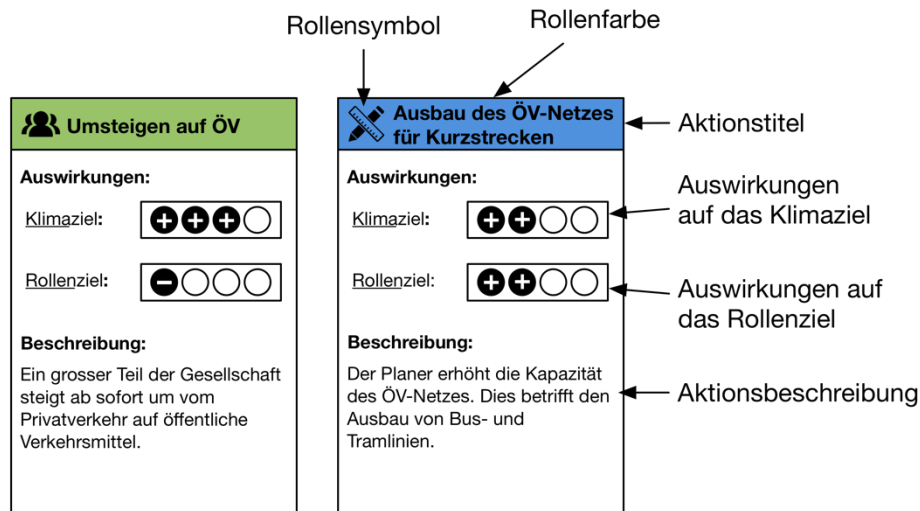 Rollensymbol
Rollenfarbe
Umsteigen auf ÖV
Auswirkungen:
Klimaziel:
Rollenziel:
Beschreibung:
Ein grosser Teil der Gesellschaft
steigt ab sofort um vom
Privatverkehr auf öffentliche
Verkehrsmittel.
Ausbau des ÖV-Netzes
für Kurzstrecken
Auswirkungen:
Klimaziel:
Rollenziel:
Beschreibung:
Der Planer erhöht die Kapazität
des ÖV-Netzes. Dies betrifft den
Ausbau von Bus- und
Tramlinien.
Aktionstitel
Auswirkungen
auf das Klimaziel
Auswirkungen auf
das Rollenziel
Aktionsbeschreibung